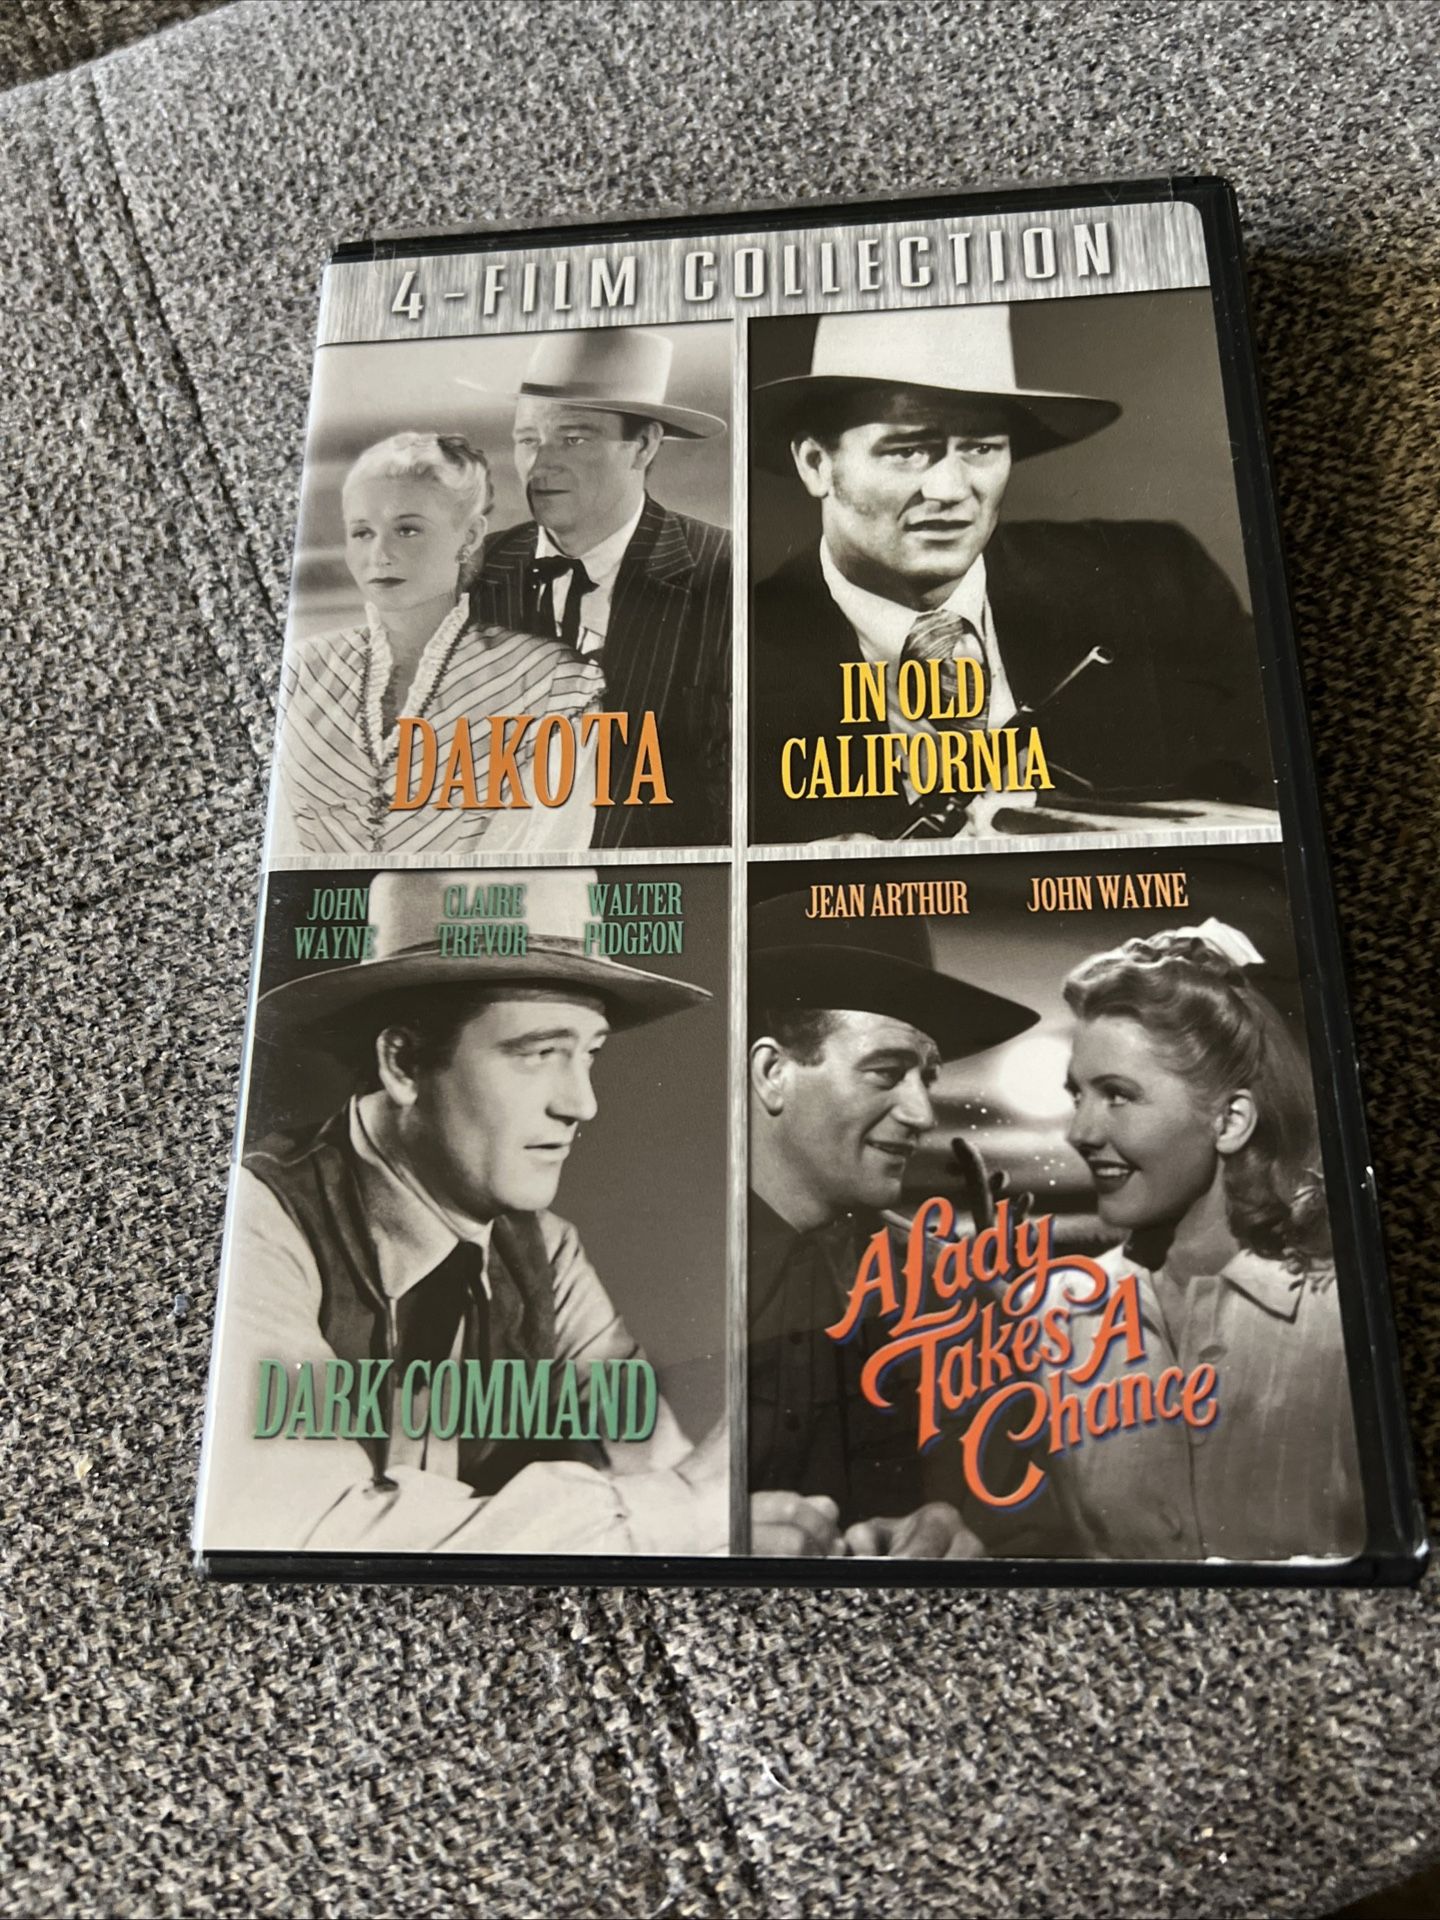 4-FILM COLLECTION
DAKOTA
IN OLD
CALIFORNIA
JOHN WAYNE
CLAIRE TREVOR
WALTER PIDGEON
DARK COMMAND
JEAN ARTHUR JOHN WAYNE
A Lady
Takes A
Chance